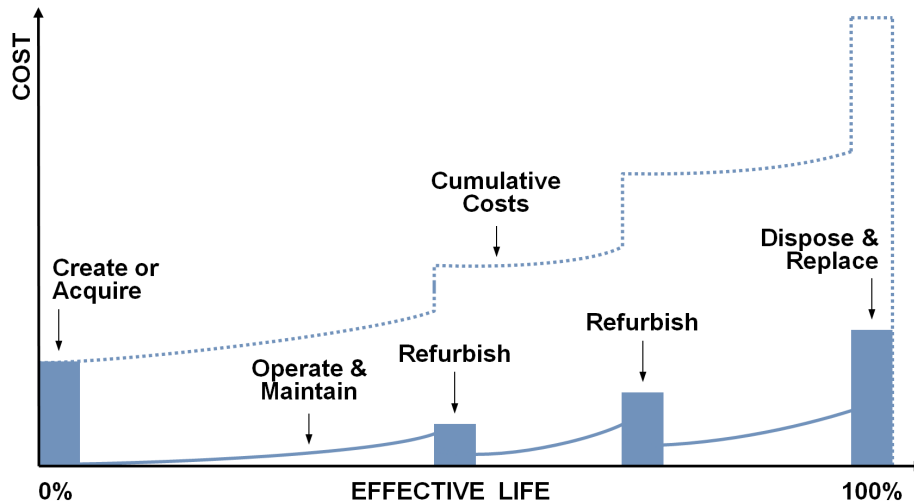 COST
Cumulative
Costs
Dispose &
Replace
Create or
Acquire
Refurbish
Operate &
Maintain
Refurbish
0%
EFFECTIVE LIFE
100%